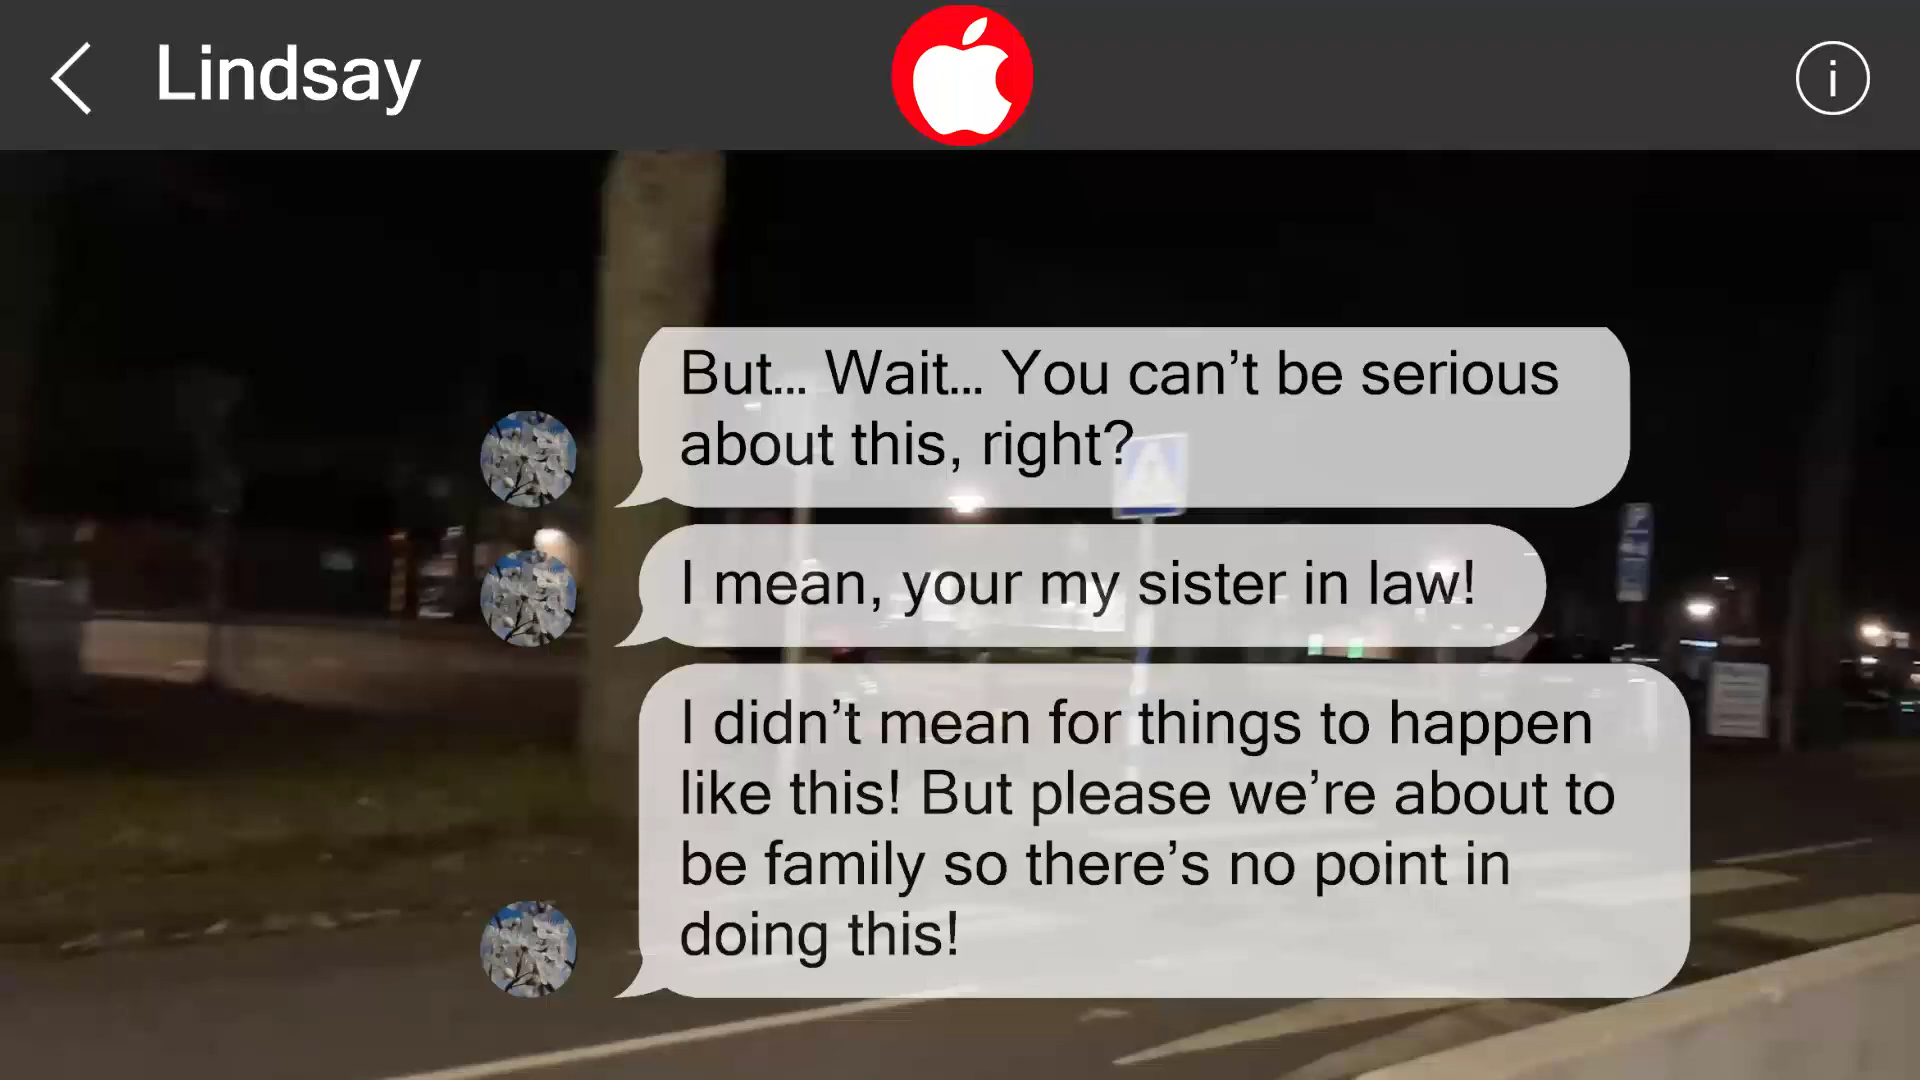 Lindsay
i
But… Wait… You can’t be serious
about this, right?
I mean, your my sister in law!
I didn’t mean for things to happen
like this! But please we’re about to
be family so there’s no point in
doing this!
P